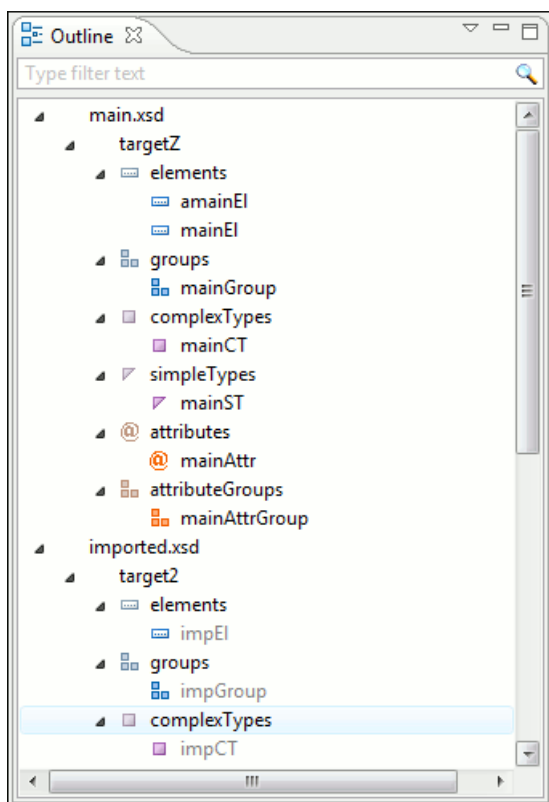 Outline
Type filter text
main.xsd
targetZ
elements
amainEl
mainEl
groups
mainGroup
complexTypes
mainCT
simpleTypes
mainST
@ attributes
@ mainAttr
attributeGroups
mainAttrGroup
imported.xsd
target2
elements
impEl
groups
impGroup
complexTypes
impCT